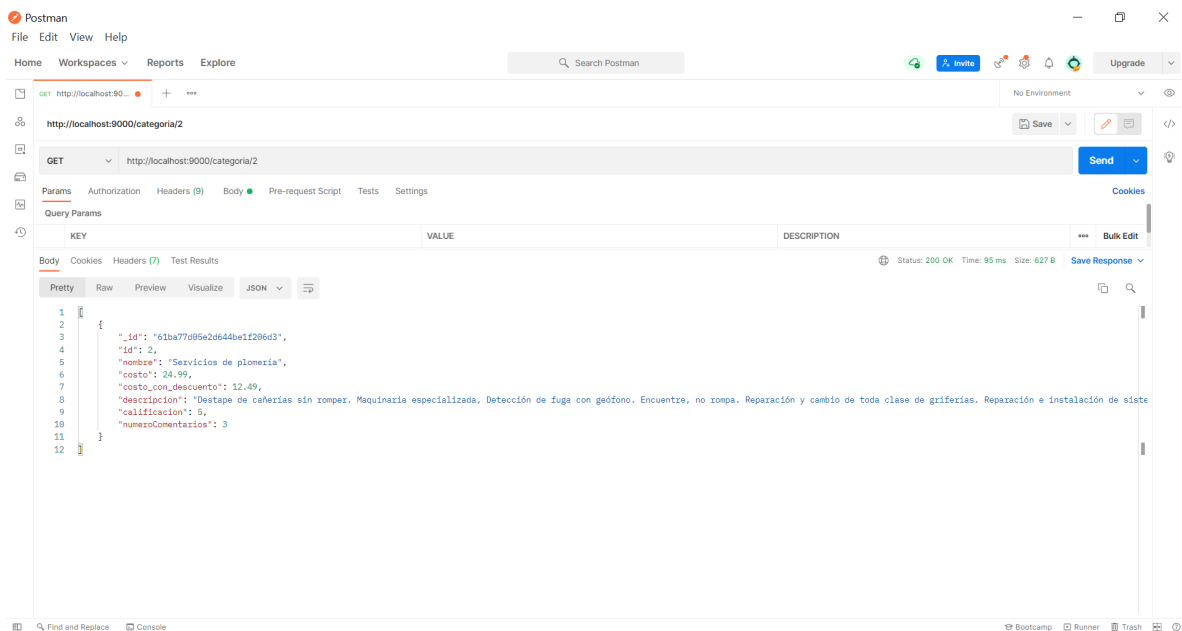 Postman
File Edit View Help
Home Workspaces Reports Explore Search Postman Invite Upgrade
GET http://localhost:90... No Environment
http://localhost:9000/categoria/2 Save
GET http://localhost:9000/categoria/2 Send
Params Authorization Headers (9) Body Pre-request Script Tests Settings Cookies
Query Params
KEY VALUE DESCRIPTION Bulk Edit
Body Cookies Headers (7) Test Results Status: 200 OK Time: 95 ms Size: 627 B Save Response
Pretty Raw Preview Visualize JSON
1 [
2 {
3 "_id": "61ba77d05e2d644be1f206d3",
4 "id": 2,
5 "nombre": "Servicios de plomería",
6 "costo": 24.99,
7 "costo_con_descuento": 12.49,
8 "descripcion": "Destape de cañerías sin romper. Maquinaria especializada, Detección de fuga con geófono. Encuentre, no rompa. Reparación y cambio de toda clase de griferías. Reparación e instalación de siste
9 "calificacion": 5,
10 "numeroComentarios": 3
11 }
12 ]
Find and Replace Console Bootcamp Runner Trash